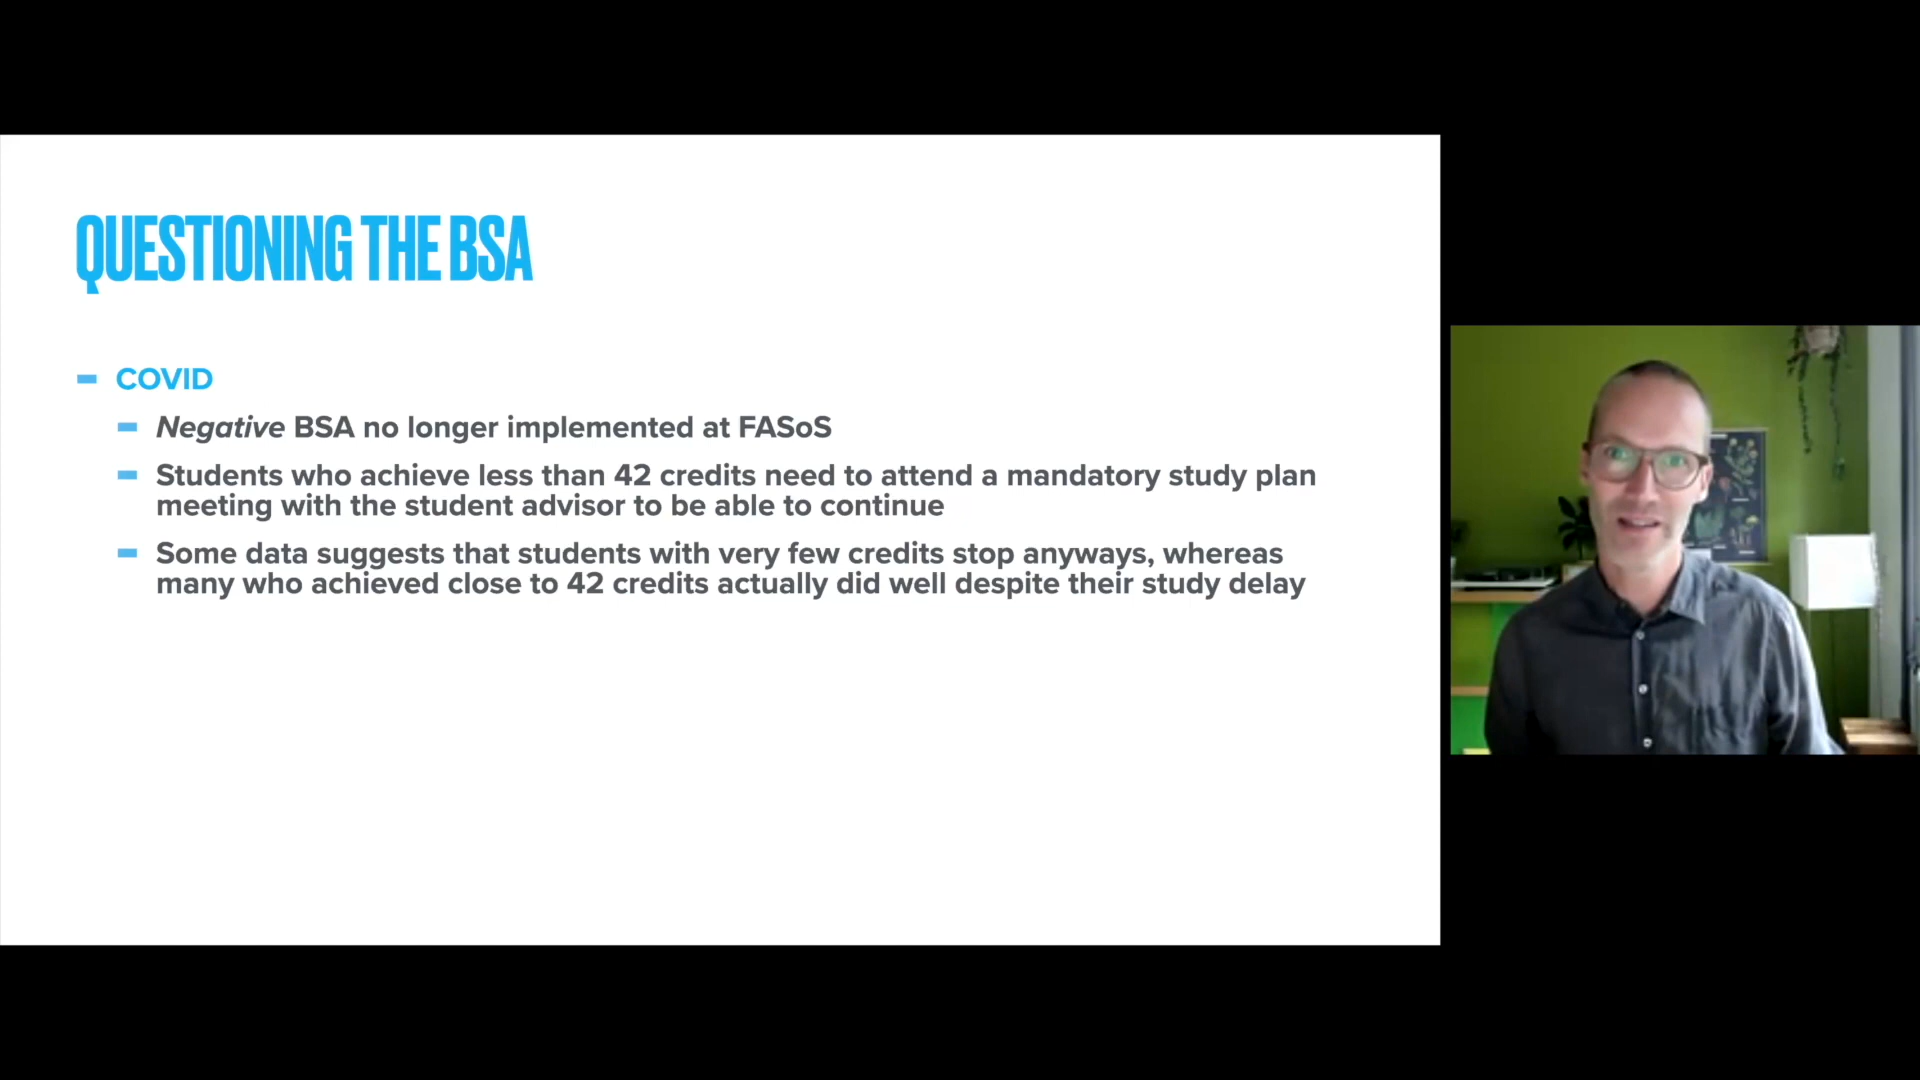 QUESTIONING THE BSA
COVID
Negative BSA no longer implemented at FASoS
Students who achieve less than 42 credits need to attend a mandatory study plan
meeting with the student advisor to be able to continue
Some data suggests that students with very few credits stop anyways, whereas
many who achieved close to 42 credits actually did well despite their study delay